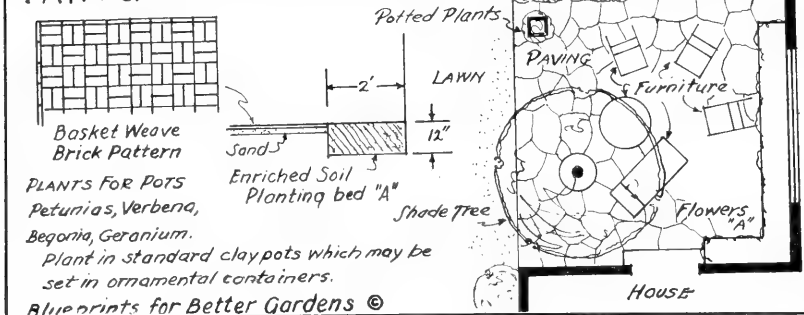 Basket Weave
Brick Pattern
Sand
2'
LAWN
12"
Enriched Soil
Planting bed "A"
PLANTS FOR POTS
Petunias, Verbena,
Begonia, Geranium.
Plant in standard clay pots which may be
set in ornamental containers.
Blueprints for Better Gardens ©
Potted Plants
PAVING
Furniture
Shade Tree
Flowers
"A"
HOUSE